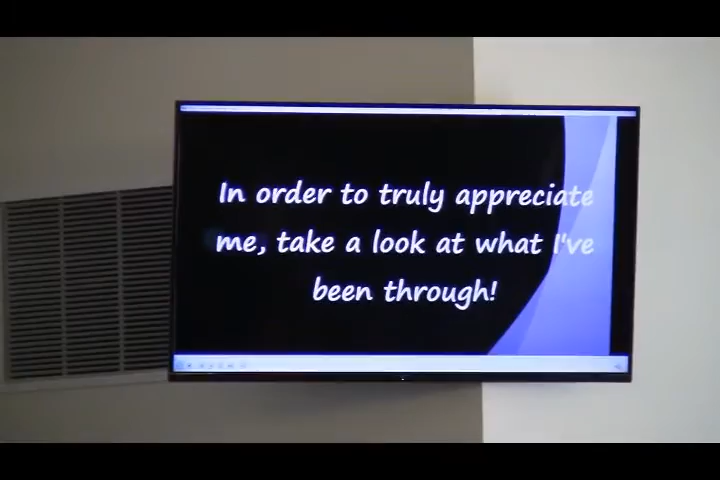 In order to truly appreciate
me, take a look at what I've
been through!